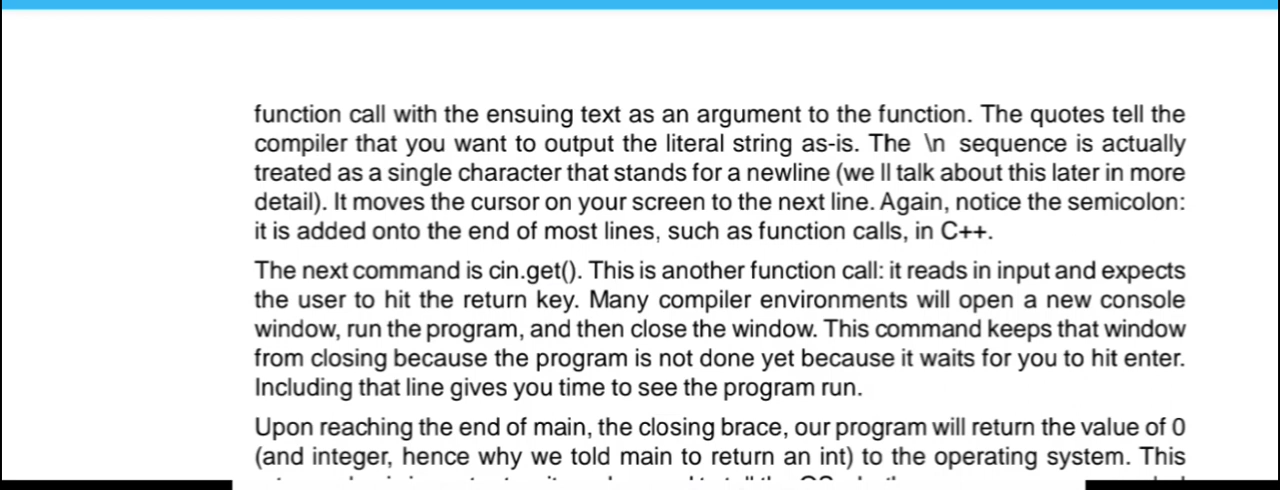 function call with the ensuing text as an argument to the function. The quotes tell the
compiler that you want to output the literal string as-is. The \n sequence is actually
treated as a single character that stands for a newline (we ll talk about this later in more
detail). It moves the cursor on your screen to the next line. Again, notice the semicolon:
it is added onto the end of most lines, such as function calls, in C++.
The next command is cin.get(). This is another function call: it reads in input and expects
the user to hit the return key. Many compiler environments will open a new console
window, run the program, and then close the window. This command keeps that window
from closing because the program is not done yet because it waits for you to hit enter.
Including that line gives you time to see the program run.
Upon reaching the end of main, the closing brace, our program will return the value of 0
(and integer, hence why we told main to return an int) to the operating system. This